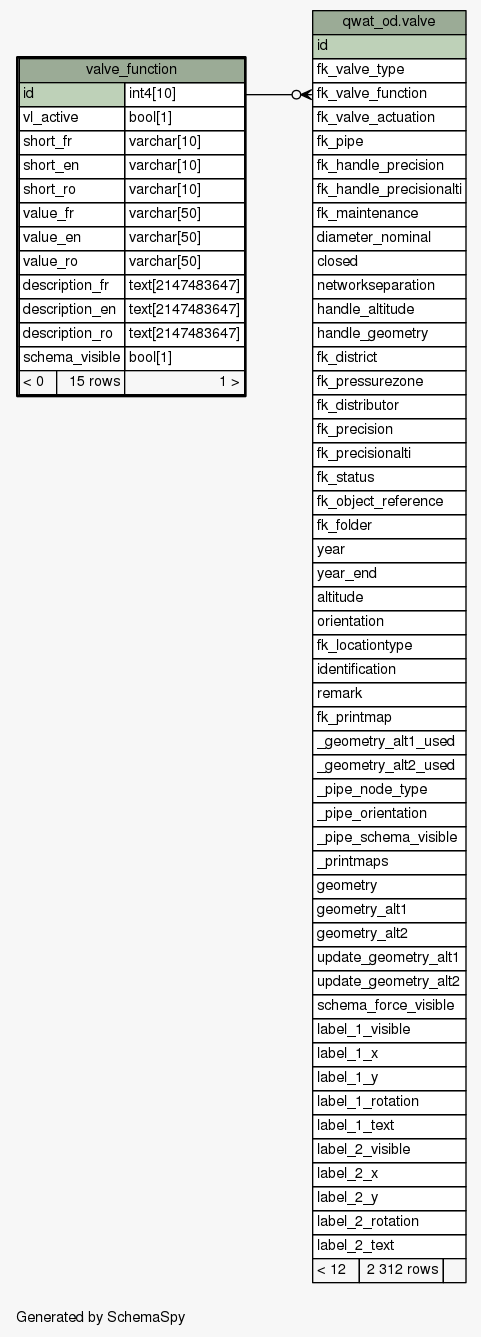 valve_function
id int4[10]
vl_active bool[1]
short_fr varchar[10]
short_en varchar[10]
short_ro varchar[10]
value_fr varchar[50]
value_en varchar[50]
value_ro varchar[50]
description_fr text[2147483647]
description_en text[2147483647]
description_ro text[2147483647]
schema_visible bool[1]
< 0 15 rows 1 >
qwat_od.valve
id
fk_valve_type
fk_valve_function
fk_valve_actuation
fk_pipe
fk_handle_precision
fk_handle_precisionalti
fk_maintenance
diameter_nominal
closed
networkseparation
handle_altitude
handle_geometry
fk_district
fk_pressurezone
fk_distributor
fk_precision
fk_precisionalti
fk_status
fk_object_reference
fk_folder
year
year_end
altitude
orientation
fk_locationtype
identification
remark
fk_printmap
_geometry_alt1_used
_geometry_alt2_used
_pipe_node_type
_pipe_orientation
_pipe_schema_visible
_printmaps
geometry
geometry_alt1
geometry_alt2
update_geometry_alt1
update_geometry_alt2
schema_force_visible
label_1_visible
label_1_x
label_1_y
label_1_rotation
label_1_text
label_2_visible
label_2_x
label_2_y
label_2_rotation
label_2_text
< 12 2 312 rows
Generated by SchemaSpy